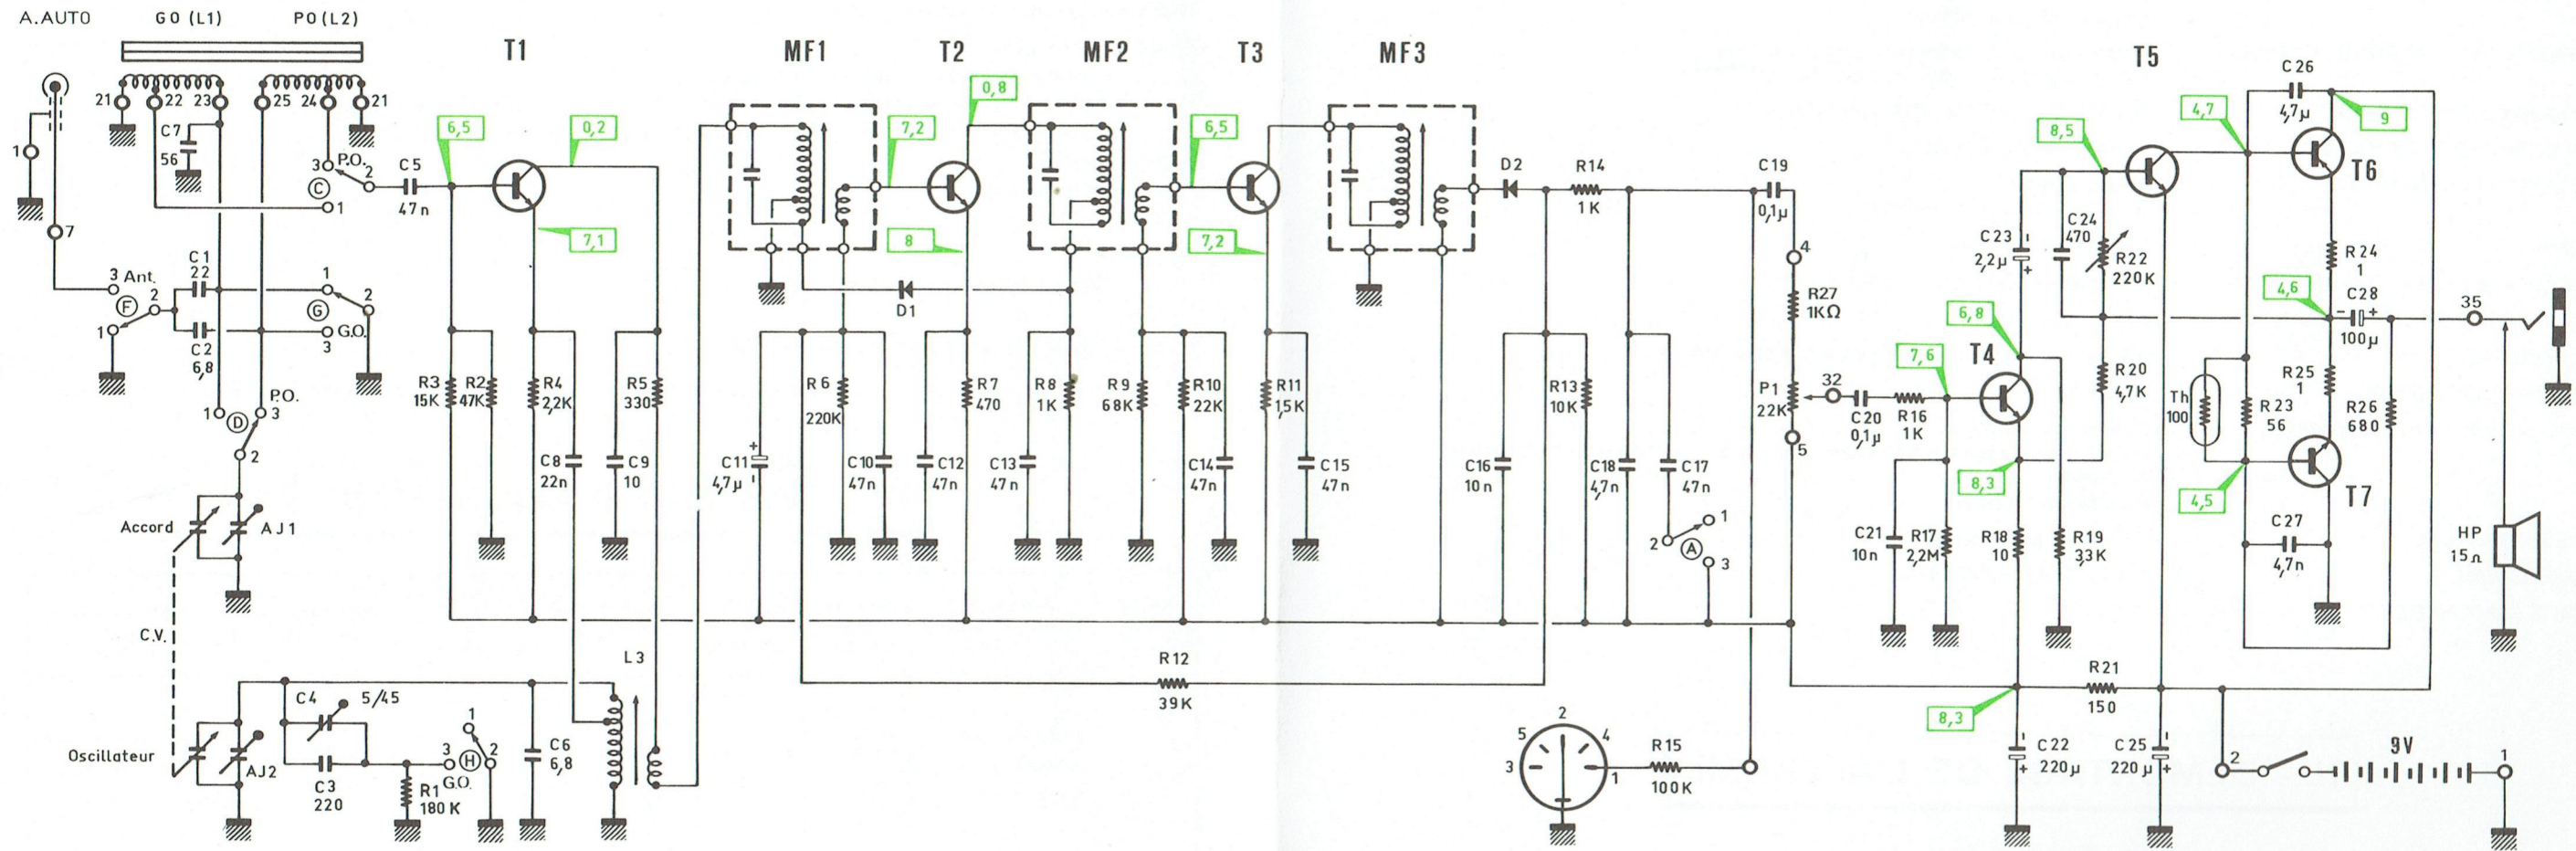 A.AUTO GO (L1) PO (L2)
T1 MF1 T2 MF2 T3 MF3 T5
21 22 23 25 24 21
1
7
C7
56
3 P.O. 2
C
1
C5
47n
6,5
0,2
7,1
7,2
0,8
8
6,5
7,2
3 Ant.
F 2
1
C1
22
C2
6,8
1
G 2
G.O.
3
P.O.
1 D 3
2
Accord AJ1
C.V.
Oscillateur AJ2
C4 5/45
C3
220
R1
180 K
1
3 H 2
G.O.
C6
6,8
L3
R3
15K
R2
47K
R4
2,2K
R5
330
C8
22n
C9
10
D1
R6
220K
C11
4,7µ
+
-
C10
47n
C12
47n
R7
470
R8
1K
C13
47n
R9
68K
R10
22K
C14
47n
R11
1,5K
C15
47n
R12
39K
D2
R14
1K
R13
10K
C16
10n
C18
4,7n
C17
47n
1
2 A
3
C19
0,1µ
4
R27
1KΩ
P1
22K
5
32
C20
0,1µ
R16
1K
7,6
C21
10n
R17
2,2M
T4
6,8
8,3
R18
10
R19
3,3K
C23
2,2µ
-
+
C24
470
R22
220K
R20
4,7K
8,5
4,7
C26
4,7µ
9
T6
R24
1
4,6
C28
- +
100µ
R25
1
R26
680
Th
100
R23
56
4,5
T7
C27
4,7n
35
HP
15Ω
R21
150
8,3
C22
220µ
-
+
C25
220µ
-
+
2
9V
1
2
5 4
3 1
R15
100K